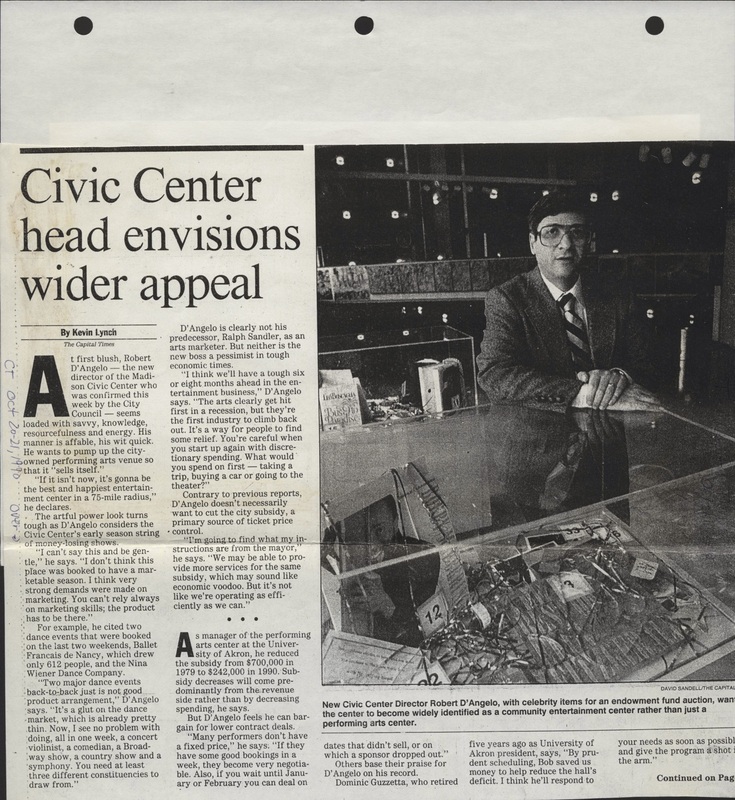 Civic Center
head envisions
wider appeal
By Kevin Lynch
The Capital Times
At first blush, Robert
D'Angelo — the new
director of the Madi-
son Civic Center who
was confirmed this
week by the City
Council — seems
loaded with savvy, knowledge,
resourcefulness and energy. His
manner is affable, his wit quick.
He wants to pump up the city-
owned performing arts venue so
that it "sells itself."
"If it isn't now, it's gonna be
the best and happiest entertain-
ment center in a 75-mile radius,"
he declares.
The artful power look turns
tough as D'Angelo considers the
Civic Center's early season string
of money-losing shows.
"I can't say this and be gen-
tle," he says. "I don't think this
place was booked to have a mar-
ketable season. I think very
strong demands were made on
marketing. You can't rely always
on marketing skills; the product
has to be there."
For example, he cited two
dance events that were booked
on the last two weekends, Ballet
Francais de Nancy, which drew
only 612 people, and the Nina
Wiener Dance Company.
"Two major dance events
back-to-back just is not good
product arrangement," D'Angelo
says. "It's a glut on the dance
market, which is already pretty
thin. Now, I see no problem with
doing, all in one week, a concert
violinist, a comedian, a Broad-
way show, a country show and a
symphony. You need at least
three different constituencies to
draw from."
D'Angelo is clearly not his
predecessor, Ralph Sandler, as an
arts marketer. But neither is the
new boss a pessimist in tough
economic times.
"I think we'll have a tough six
or eight months ahead in the en-
tertainment business," D'Angelo
says. "The arts clearly get hit
first in a recession, but they're
the first industry to climb back
out. It's a way for people to find
some relief. You're careful when
you start up again with discre-
tionary spending. What would
you spend on first — taking a
trip, buying a car or going to the
theater?"
Contrary to previous reports,
D'Angelo doesn't necessarily
want to cut the city subsidy, a
primary source of ticket price
control.
"I'm going to find what my in-
structions are from the mayor,"
he says. "We may be able to pro-
vide more services for the same
subsidy, which may sound like
economic voodoo. But it's not
like we're operating as effi-
ciently as we can."
• • •
As manager of the performing
arts center at the Univer-
sity of Akron, he reduced
the subsidy from $700,000 in
1979 to $242,000 in 1990. Sub-
sidy decreases will come pre-
dominantly from the revenue
side rather than by decreasing
spending, he says.
But D'Angelo feels he can bar-
gain for lower contract deals.
"Many performers don't have
a fixed price," he says. "If they
have some good bookings in a
week, they become very negotia-
ble. Also, if you wait until Janu-
ary or February you can deal on
12
3
DAVID SANDELL/THE CAPITAL
New Civic Center Director Robert D'Angelo, with celebrity items for an endowment fund auction, wan
the center to become widely identified as a community entertainment center rather than just a
performing arts center.
dates that didn't sell, or on
which a sponsor dropped out."
Others base their praise for
D'Angelo on his record.
Dominic Guzzetta, who retired
five years ago as University of
Akron president, says, "By pru-
dent scheduling, Bob saved us
money to help reduce the hall's
deficit. I think he'll respond to
your needs as soon as possibl
and give the program a shot i
the arm."
Continued on Pag
CT OCT 20-21, 1990 over